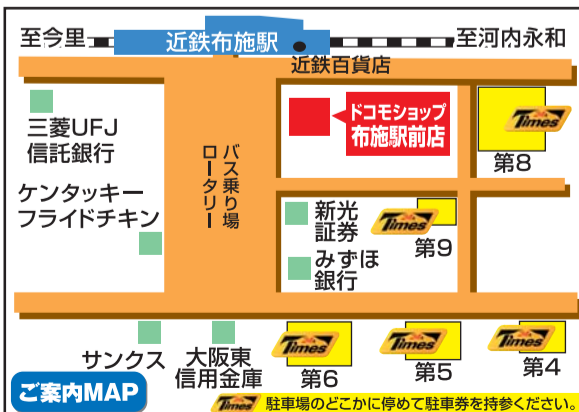 至今里
近鉄布施駅
至河内永和
近鉄百貨店
三菱UFJ
信託銀行
バス乗り場
ロータリー
ドコモショップ
布施駅前店
Times
第8
ケンタッキー
フライドチキン
新光
証券
Times
第9
みずほ
銀行
サンクス
大阪東
信用金庫
Times
第6
Times
第5
Times
第4
ご案内MAP
Times 駐車場のどこかに停めて駐車券を持参ください。